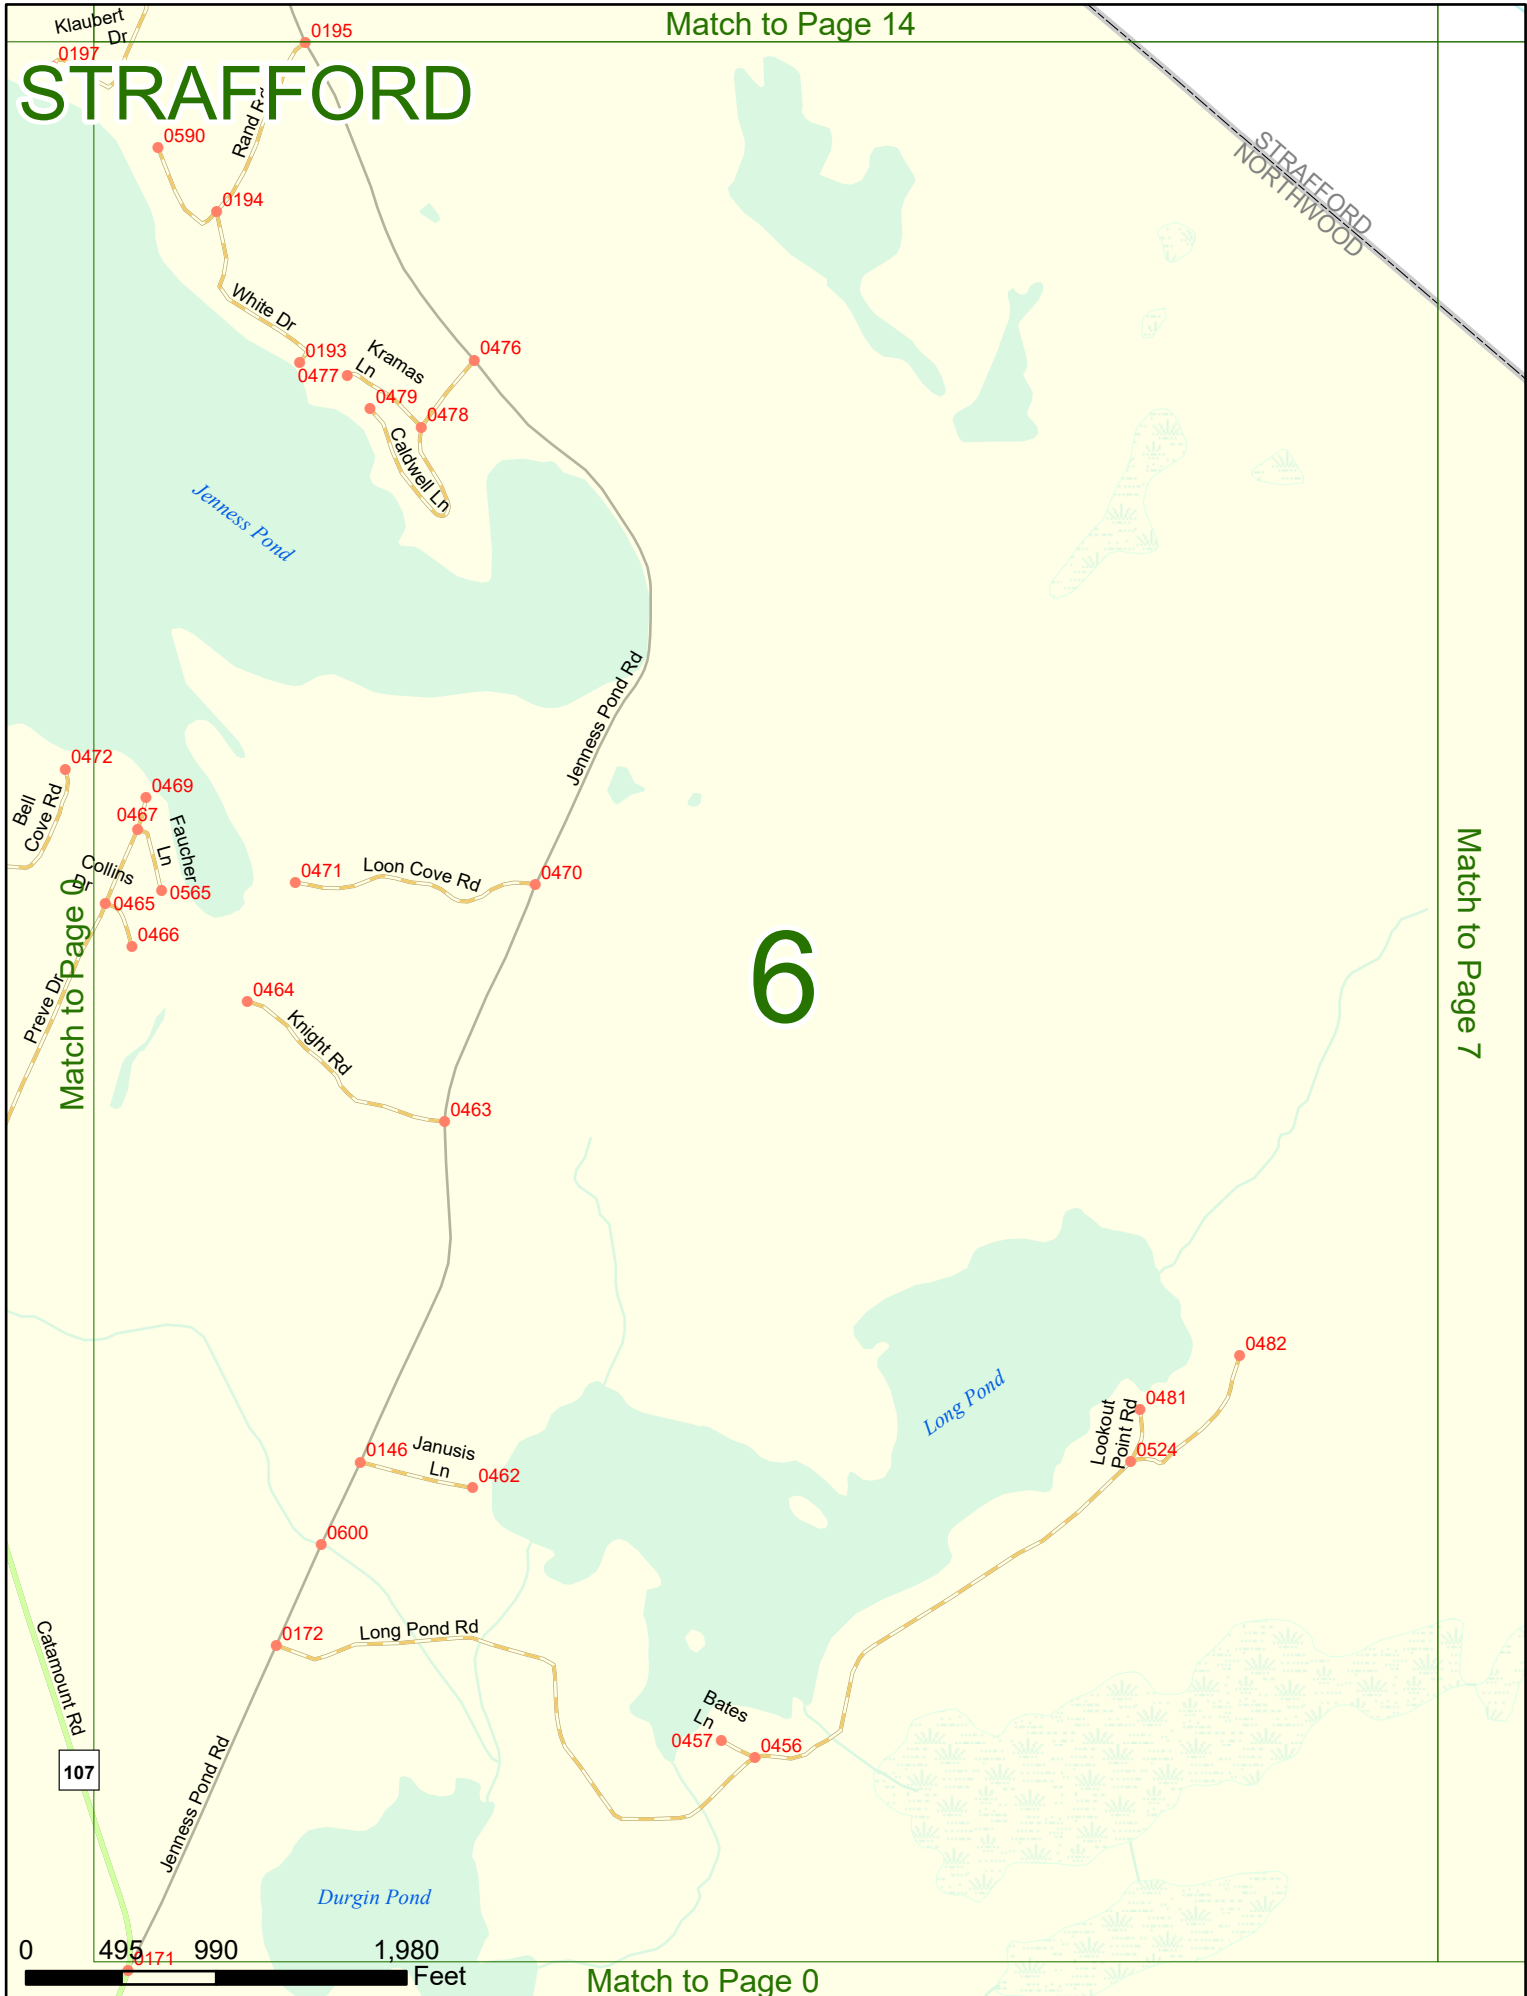 Klaubert
Dr
0195
Match to Page 14
0197
STRAFFORD
Rand Rd
0590
0194
STRAFFORD
NORTHWOOD
White Dr
0193
Kramas
Ln
0476
0477
0479
0478
Caldwell Ln
Jenness Pond
Jenness Pond Rd
0472
Bell
Cove Rd
0469
0467
Faucher
Ln
Collins
Dr
0565
0465
0466
0471
Loon Cove Rd
0470
Match to Page 0
Match to Page 7
6
Preve Dr
0464
Knight Rd
0463
0482
Long Pond
Lookout
Point Rd
0481
0524
0146
Janusis
Ln
0462
0600
0172
Long Pond Rd
Catamount Rd
Bates
Ln
0457
0456
107
Jenness Pond Rd
Durgin Pond
0 495 990 1,980
0171
Feet
Match to Page 0